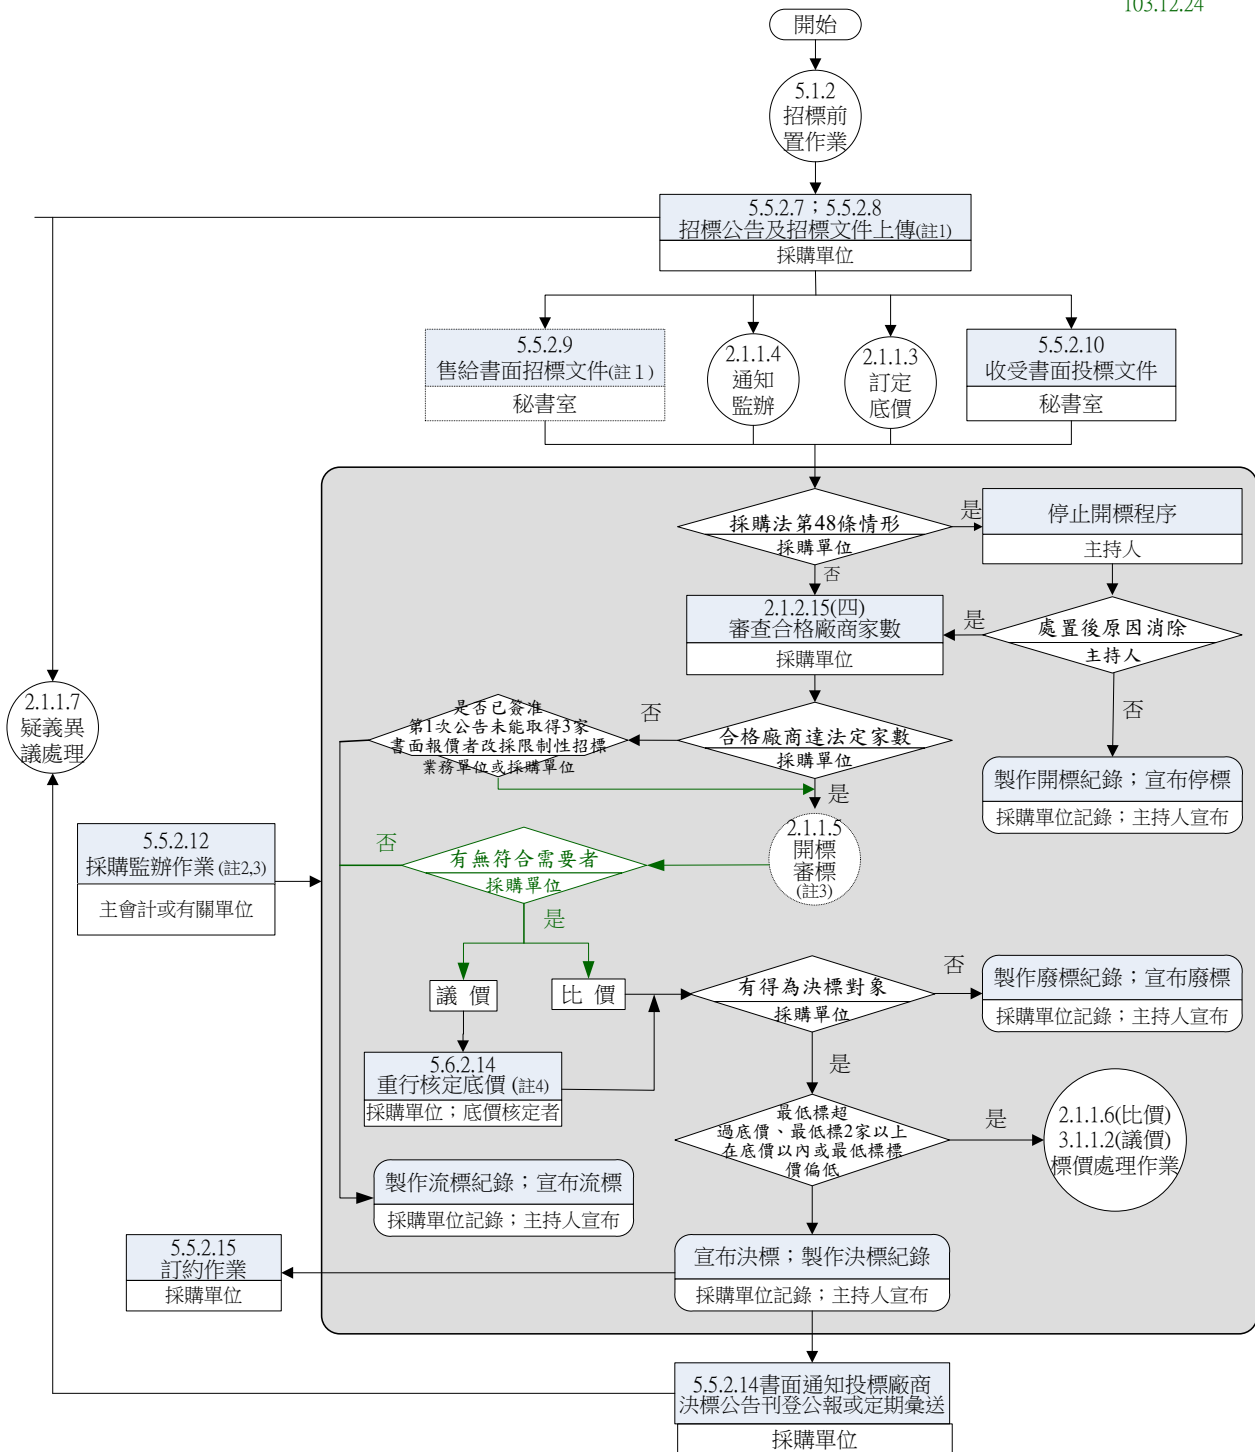 103.12.24
開始
5.1.2
招標前
置作業
5.5.2.7；5.5.2.8
招標公告及招標文件上傳(註1)
採購單位
5.5.2.9
售給書面招標文件(註１)
秘書室
2.1.1.4
通知
監辦
2.1.1.3
訂定
底價
5.5.2.10
收受書面投標文件
秘書室
採購法第48條情形
採購單位
是
停止開標程序
主持人
否
2.1.2.15(四)
審查合格廠商家數
採購單位
是
處置後原因消除
主持人
否
製作開標紀錄；宣布停標
採購單位記錄；主持人宣布
2.1.1.7
疑義異
議處理
是否已簽准
第1次公告未能取得3家
書面報價者改採限制性招標
業務單位或採購單位
否
合格廠商達法定家數
採購單位
是
5.5.2.12
採購監辦作業(註2,3)
主會計或有關單位
否
有無符合需要者
採購單位
2.1.1.5
開標
審標
(註3)
是
議 價
比 價
有得為決標對象
採購單位
否
製作廢標紀錄；宣布廢標
採購單位記錄；主持人宣布
5.6.2.14
重行核定底價(註4)
採購單位；底價核定者
是
最低標超
過底價、最低標2家以上
在底價以內或最低標標
價偏低
是
2.1.1.6(比價)
3.1.1.2(議價)
標價處理作業
製作流標紀錄；宣布流標
採購單位記錄；主持人宣布
5.5.2.15
訂約作業
採購單位
宣布決標；製作決標紀錄
採購單位記錄；主持人宣布
5.5.2.14書面通知投標廠商
決標公告刊登公報或定期彙送
採購單位